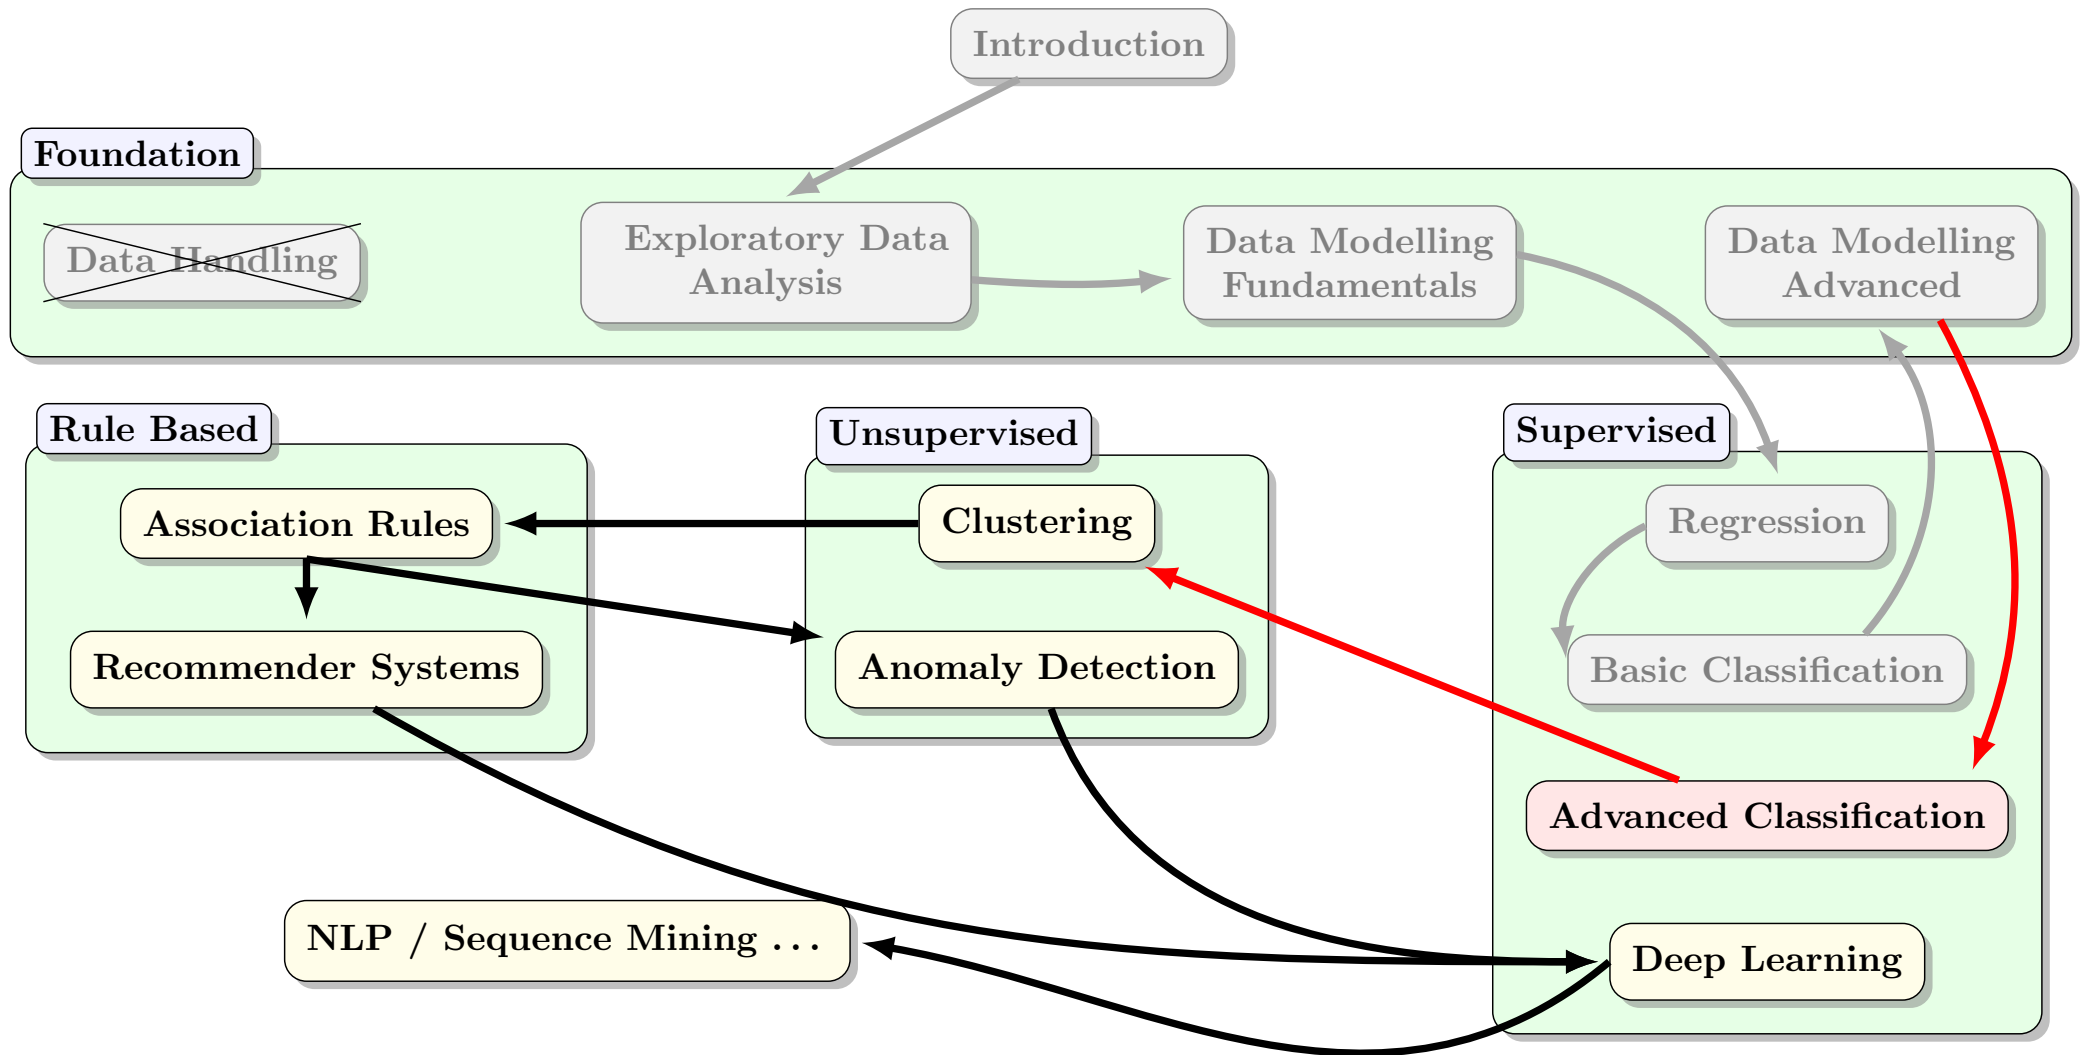 Introduction
Foundation
Data Handling
Exploratory Data
Analysis
Data Modelling
Fundamentals
Data Modelling
Advanced
Rule Based
Association Rules
Recommender Systems
Unsupervised
Clustering
Anomaly Detection
Supervised
Regression
Basic Classification
Advanced Classification
Deep Learning
NLP / Sequence Mining ...